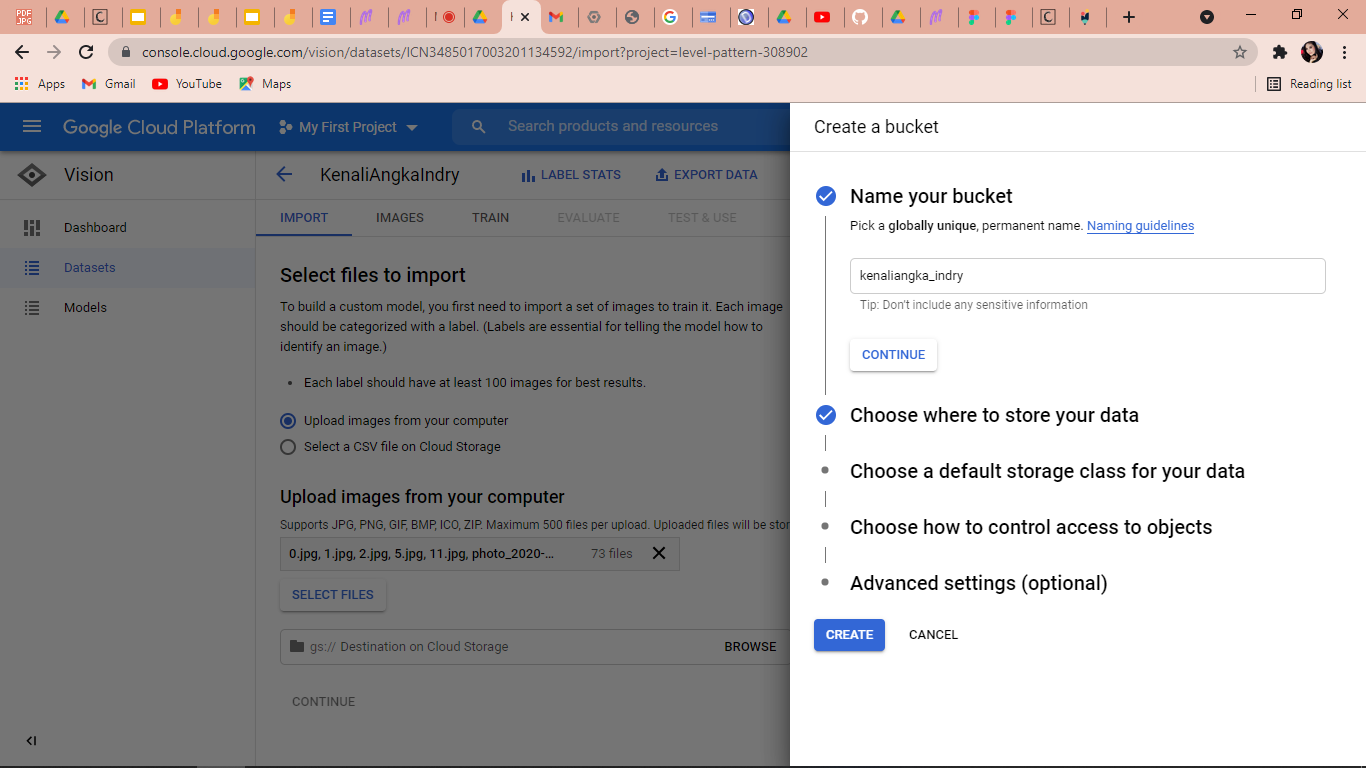 console.cloud.google.com/vision/datasets/ICN3485017003201134592/import?project=level-pattern-308902
Apps
Gmail
YouTube
Maps
Reading list
Google Cloud Platform
My First Project
Search products and resources
Vision
Dashboard
Datasets
Models
KenaliAngkaIndry
LABEL STATS
EXPORT DATA
IMPORT
IMAGES
TRAIN
EVALUATE
TEST & USE
Select files to import
To build a custom model, you first need to import a set of images to train it. Each image
should be categorized with a label. (Labels are essential for telling the model how to
identify an image.)
Each label should have at least 100 images for best results.
Upload images from your computer
Select a CSV file on Cloud Storage
Upload images from your computer
Supports JPG, PNG, GIF, BMP, ICO, ZIP. Maximum 500 files per upload. Uploaded files will be stor
0.jpg, 1.jpg, 2.jpg, 5.jpg, 11.jpg, photo_2020-...
73 files
SELECT FILES
gs:// Destination on Cloud Storage
BROWSE
CONTINUE
Create a bucket
Name your bucket
Pick a globally unique, permanent name. Naming guidelines
kenaliangka_indry
Tip: Don't include any sensitive information
CONTINUE
Choose where to store your data
Choose a default storage class for your data
Choose how to control access to objects
Advanced settings (optional)
CREATE
CANCEL